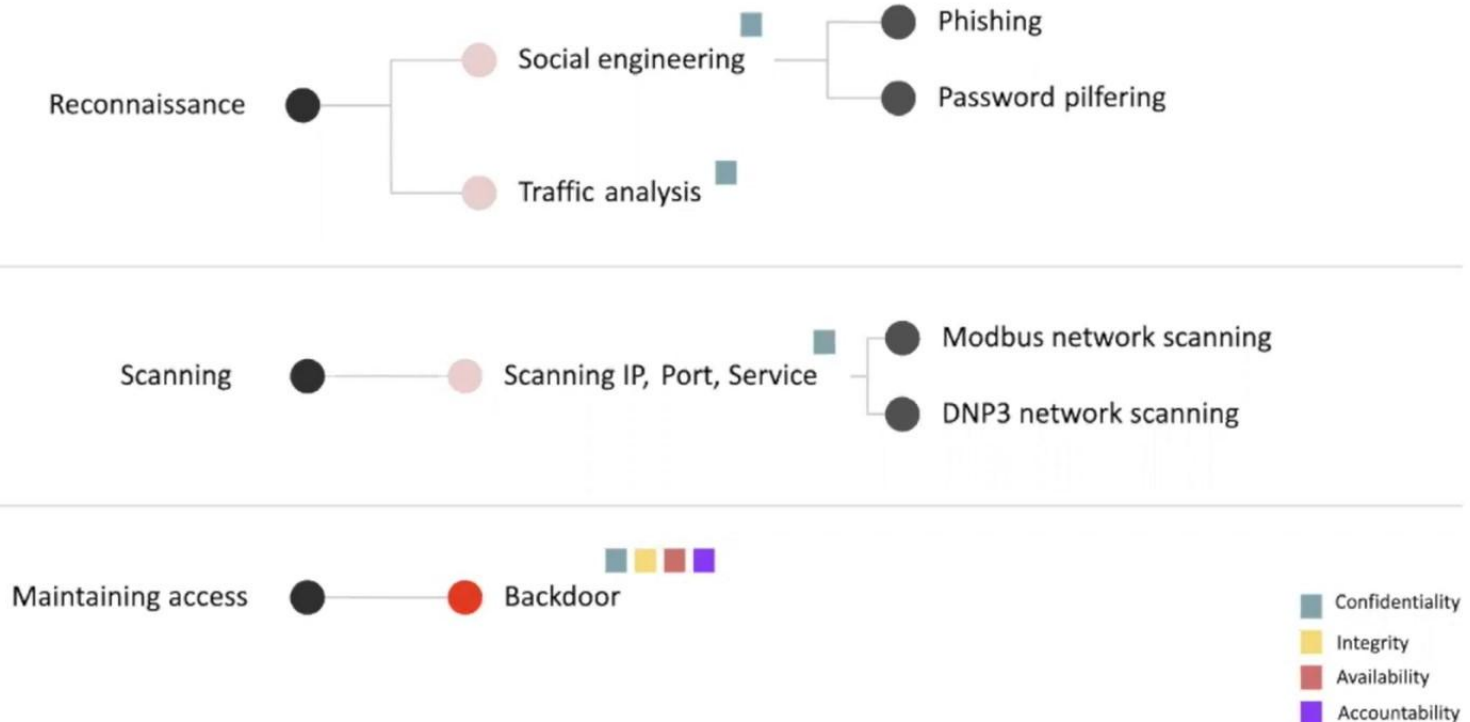 Phishing
Social engineering
Password pilfering
Reconnaissance
Traffic analysis
Modbus network scanning
Scanning
Scanning IP, Port, Service
DNP3 network scanning
Maintaining access
Backdoor
Confidentiality
Integrity
Availability
Accountability